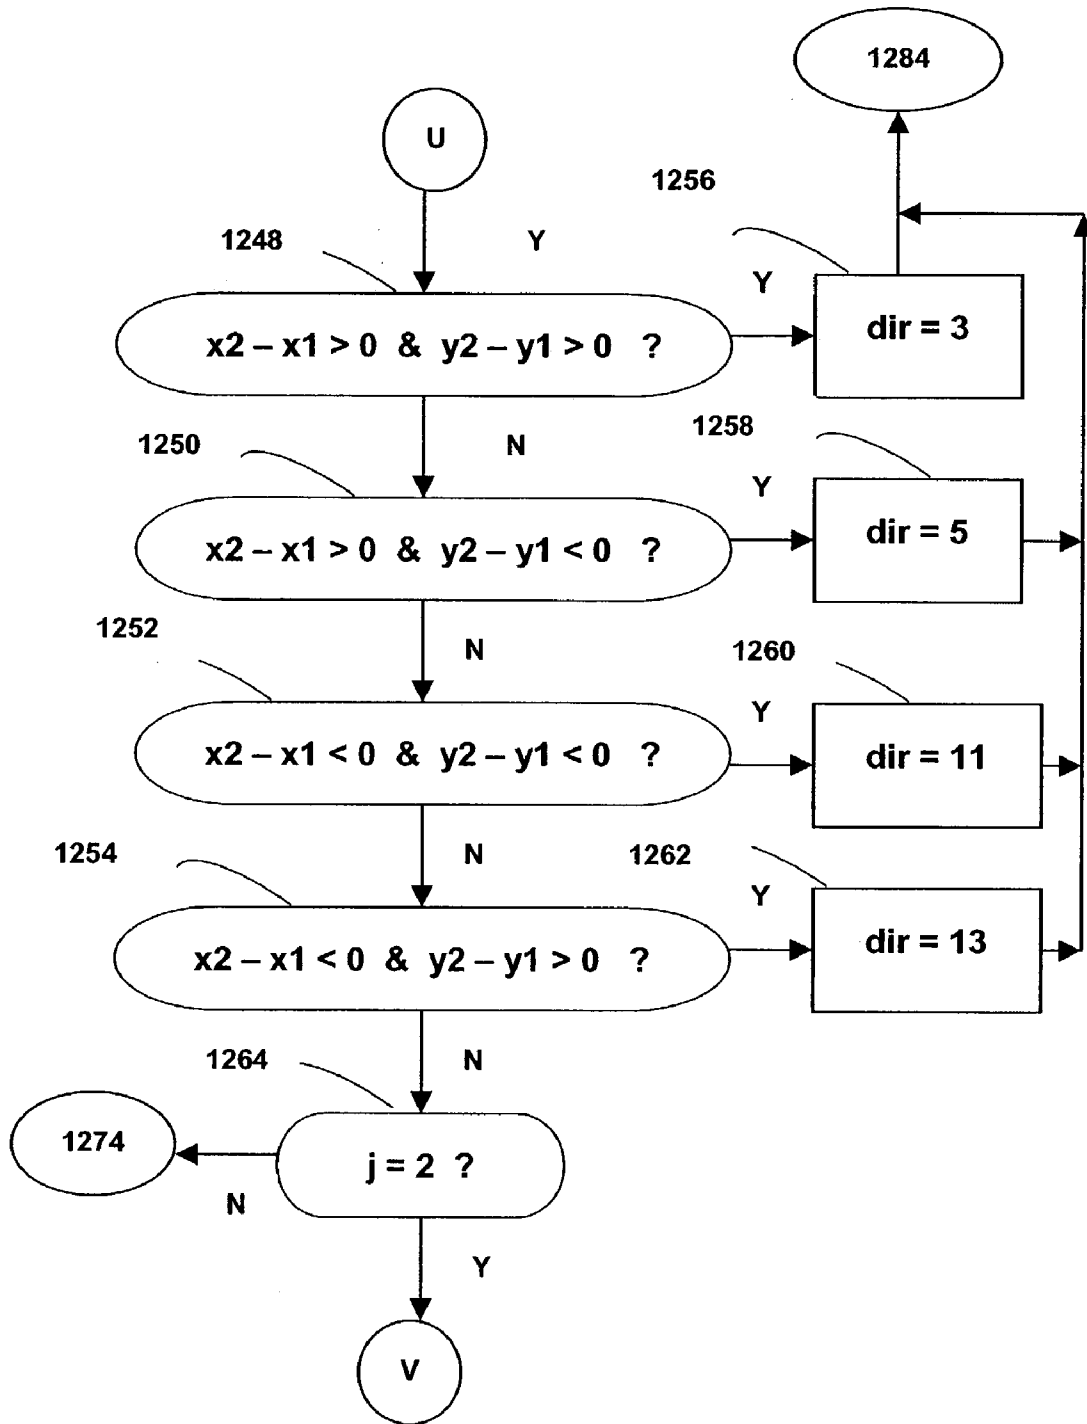 1284
U
1256
1248
Y
Y
x2 – x1 > 0 & y2 – y1 > 0 ?
dir = 3
1258
1250
N
Y
x2 – x1 > 0 & y2 – y1 < 0 ?
dir = 5
1252
N
1260
Y
x2 – x1 < 0 & y2 – y1 < 0 ?
dir = 11
1254
N
1262
Y
x2 – x1 < 0 & y2 – y1 > 0 ?
dir = 13
1264
N
1274
j = 2 ?
N
Y
V